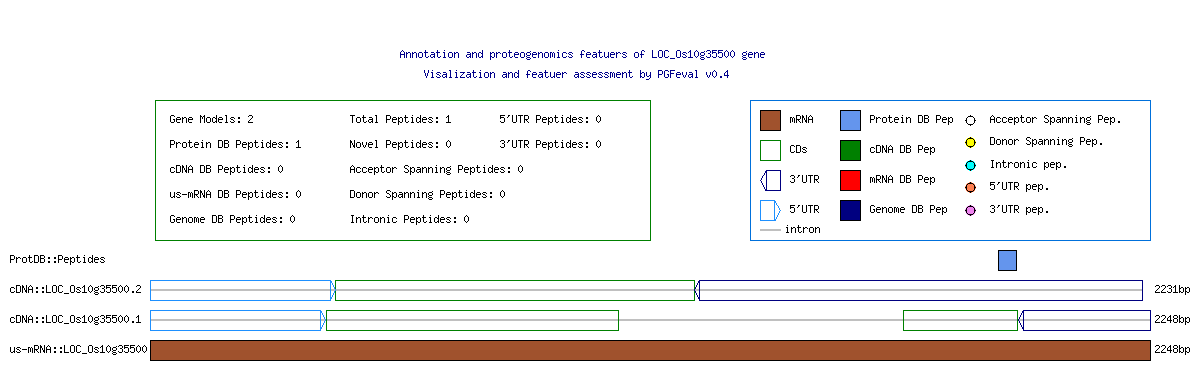 Annotation and proteogenomics featuers of LOC_Os10g35500 gene
Visalization and featuer assessment by PGFeval v0.4
Gene Models: 2 Total Peptides: 1 5'UTR Peptides: 0
Protein DB Peptides: 1 Novel Peptides: 0 3'UTR Peptides: 0
cDNA DB Peptides: 0 Acceptor Spanning Peptides: 0
us-mRNA DB Peptides: 0 Donor Spanning Peptides: 0
Genome DB Peptides: 0 Intronic Peptides: 0
mRNA Protein DB Pep Acceptor Spanning Pep.
CDs cDNA DB Pep Donor Spanning Pep.
3'UTR mRNA DB Pep Intronic pep.
5'UTR Genome DB Pep 5'UTR pep.
intron 3'UTR pep.
ProtDB::Peptides
cDNA::LOC_Os10g35500.2 2231bp
cDNA::LOC_Os10g35500.1 2248bp
us-mRNA::LOC_Os10g35500 2248bp